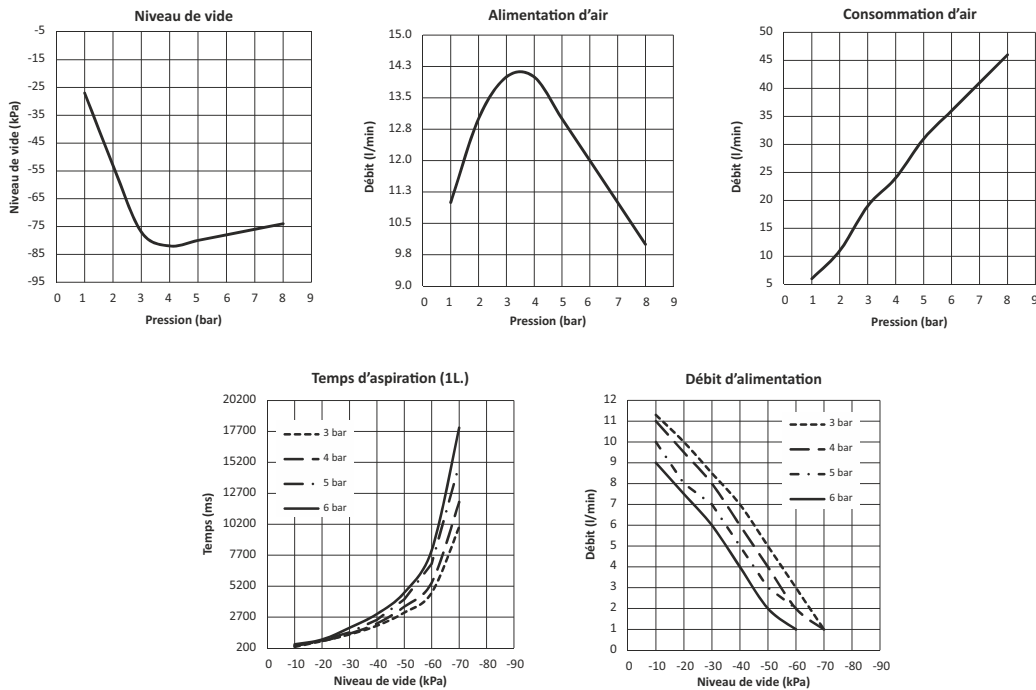 Niveau de vide
-5
-15
-25
-35
-45
-55
-65
-75
-85
-95
Niveau de vide (kPa)
0 1 2 3 4 5 6 7 8 9
Pression (bar)
Alimentation d'air
15.0
14.3
13.5
12.8
12.0
11.3
10.5
9.8
9.0
Débit (l/min)
0 1 2 3 4 5 6 7 8 9
Pression (bar)
Consommation d'air
50
45
40
35
30
25
20
15
10
5
Débit (l/min)
0 1 2 3 4 5 6 7 8 9
Pression (bar)
Temps d'aspiration (1L.)
20200
17700
15200
12700
10200
7700
5200
2700
200
Temps (ms)
3 bar
4 bar
5 bar
6 bar
0 -10 -20 -30 -40 -50 -60 -70 -80 -90
Niveau de vide (kPa)
Débit d'alimentation
12
11
10
9
8
7
6
5
4
3
2
1
Débit (l/min)
3 bar
4 bar
5 bar
6 bar
0 -10 -20 -30 -40 -50 -60 -70 -80 -90
Niveau de vide (kPa)